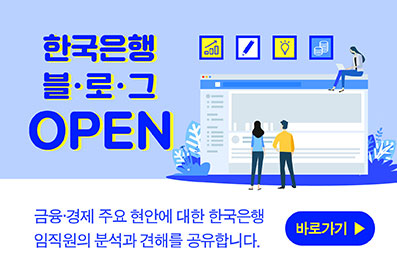 한국은행
블·로·그
OPEN
금융·경제 주요 현안에 대한 한국은행
임직원의 분석과 견해를 공유합니다.
바로가기 ▶